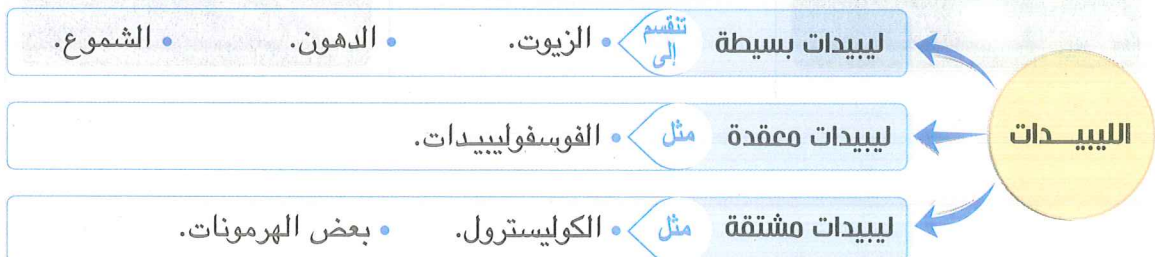 الليبيدات
ليبيدات بسيطة تنقسم إلى • الزيوت. • الدهون. • الشموع.
ليبيدات معقدة مثل • الفوسفوليبيدات.
ليبيدات مشتقة مثل • الكوليسترول. • بعض الهرمونات.